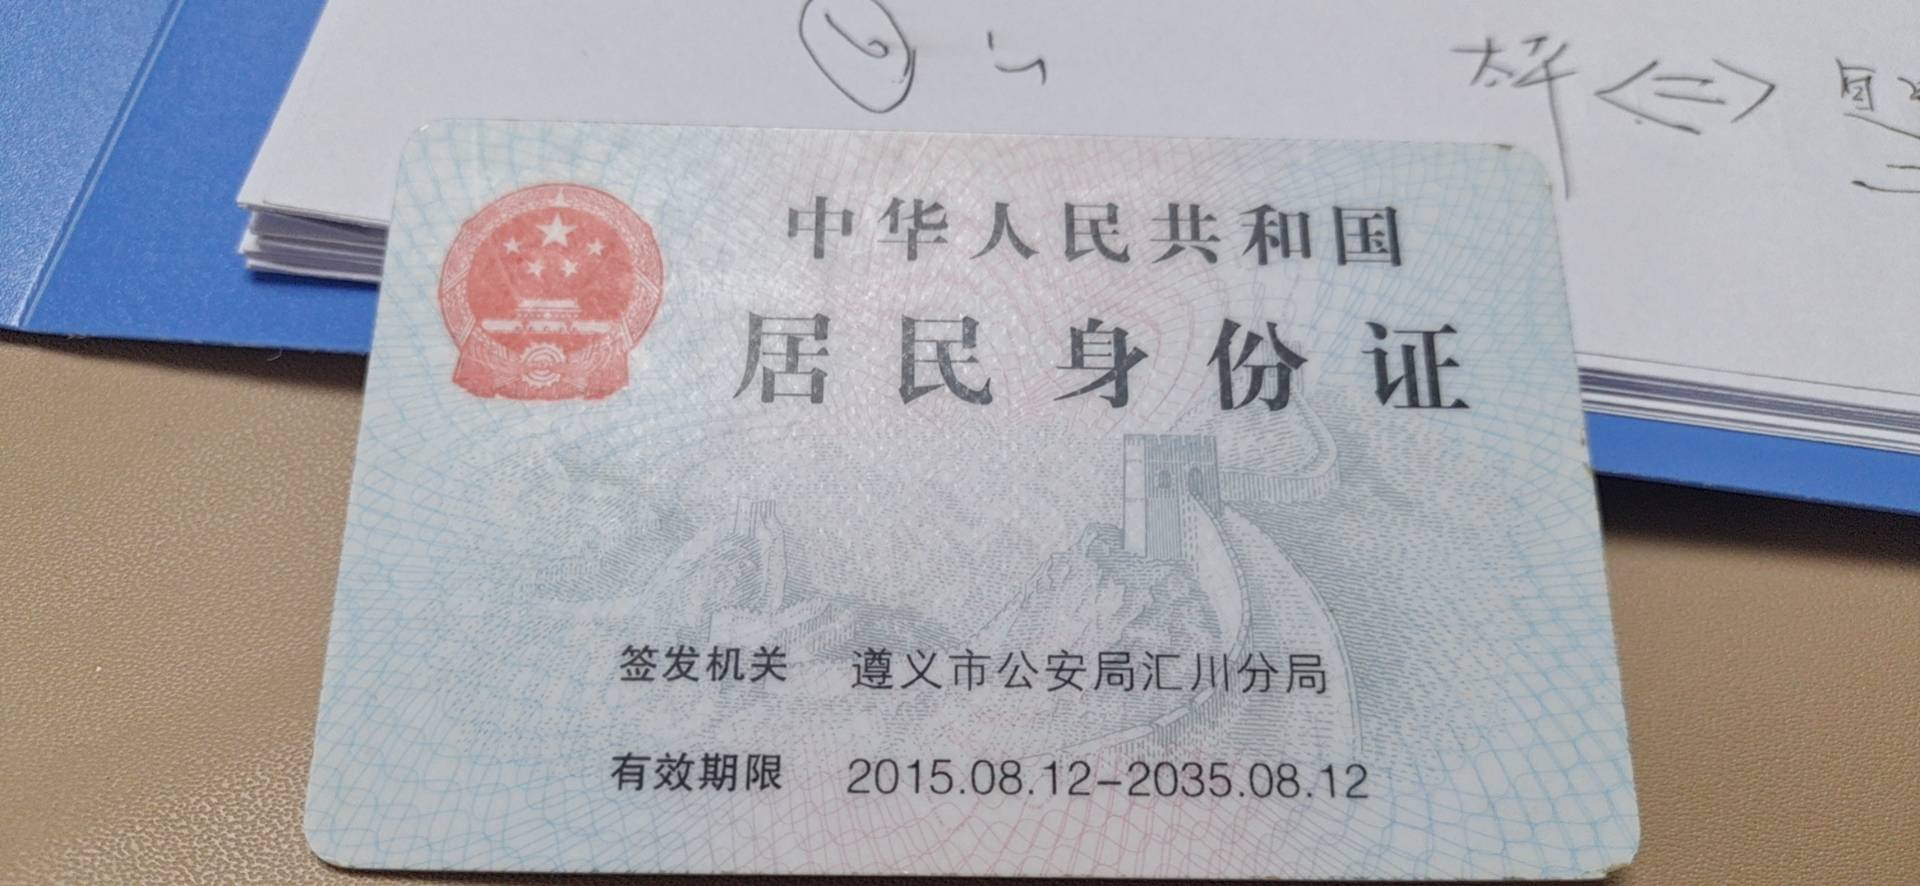 中华人民共和国
居民身份证
签发机关 遵义市公安局汇川分局
有效期限 2015.08.12-2035.08.12